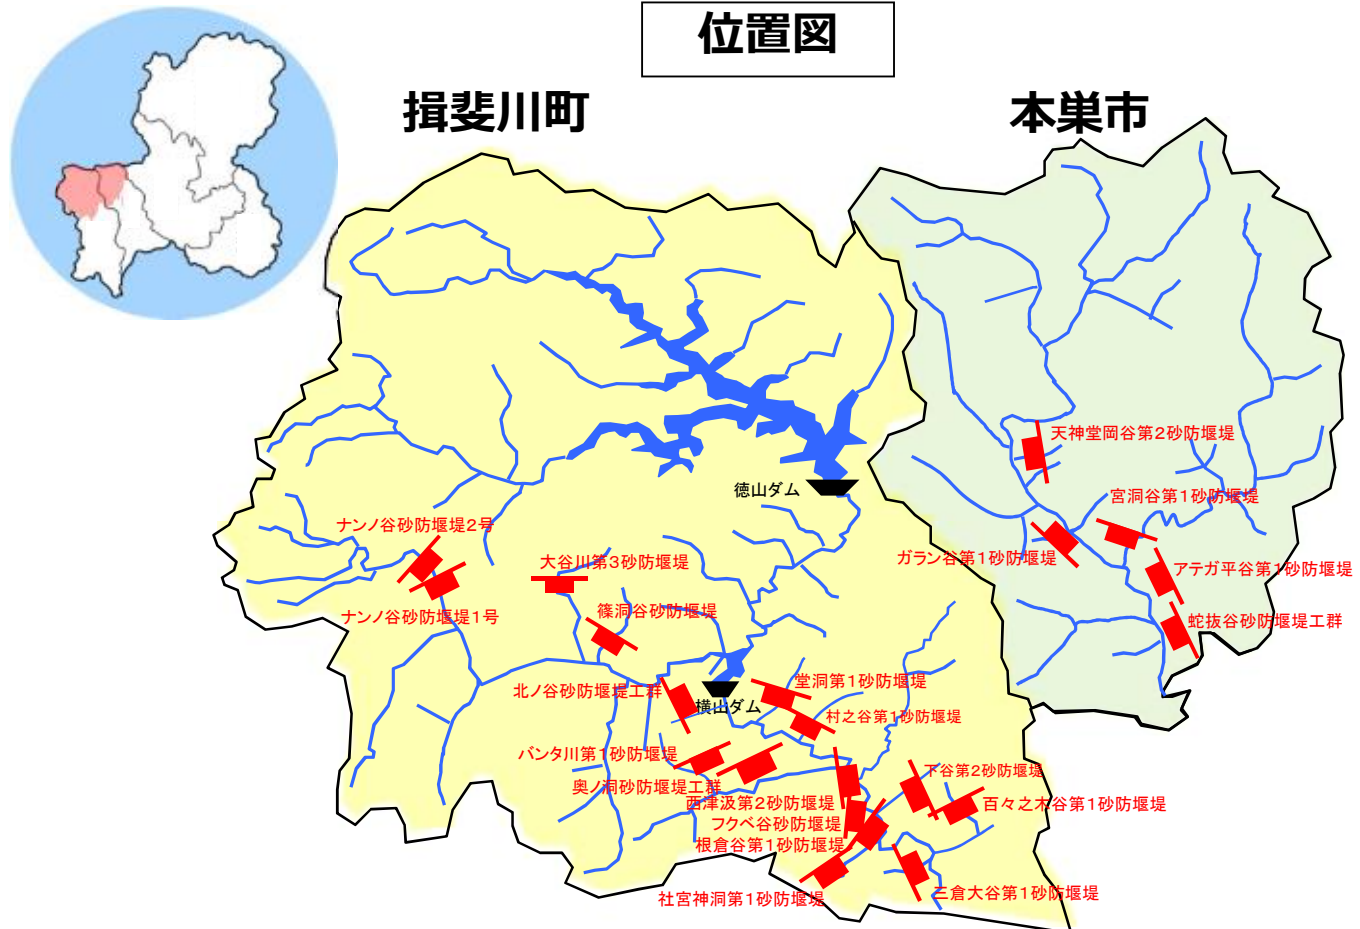 位置図
揖斐川町
本巣市
天神堂岡谷第2砂防堰堤
徳山ダム
宮洞谷第1砂防堰堤
ナンノ谷砂防堰堤2号
ガラン谷第1砂防堰堤
大谷川第3砂防堰堤
アテガ平谷第1砂防堰堤
ナンノ谷砂防堰堤1号
篠洞谷砂防堰堤
蛇抜谷砂防堰堤工群
北ノ谷砂防堰堤工群
堂洞第1砂防堰堤
横山ダム
村之谷第1砂防堰堤
バンタ川第1砂防堰堤
下谷第2砂防堰堤
奥ノ洞砂防堰堤工群
西津汲第2砂防堰堤
百々之木谷第1砂防堰堤
フクベ谷砂防堰堤
根倉谷第1砂防堰堤
社宮神洞第1砂防堰堤
三倉大谷第1砂防堰堤